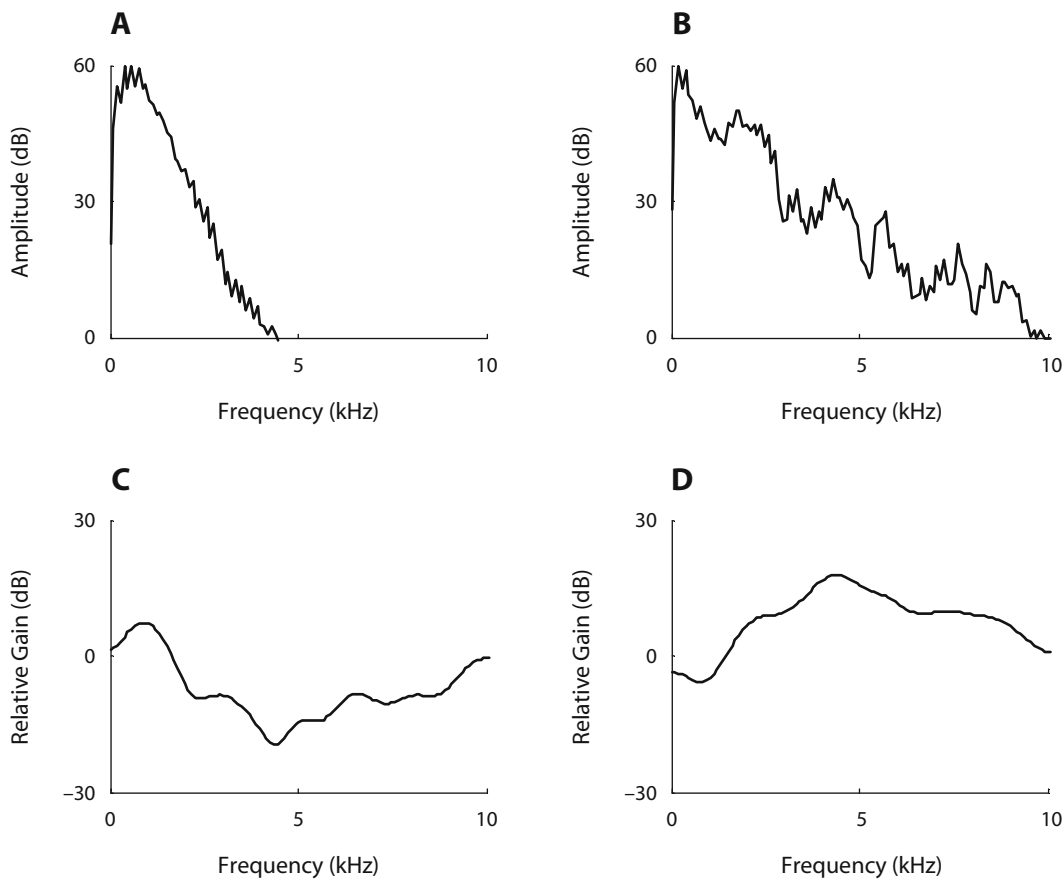 A
60
30
0
Amplitude (dB)
0 5 10
Frequency (kHz)
B
60
30
0
Amplitude (dB)
0 5 10
Frequency (kHz)
C
30
0
–30
Relative Gain (dB)
0 5 10
Frequency (kHz)
D
30
0
–30
Relative Gain (dB)
0 5 10
Frequency (kHz)